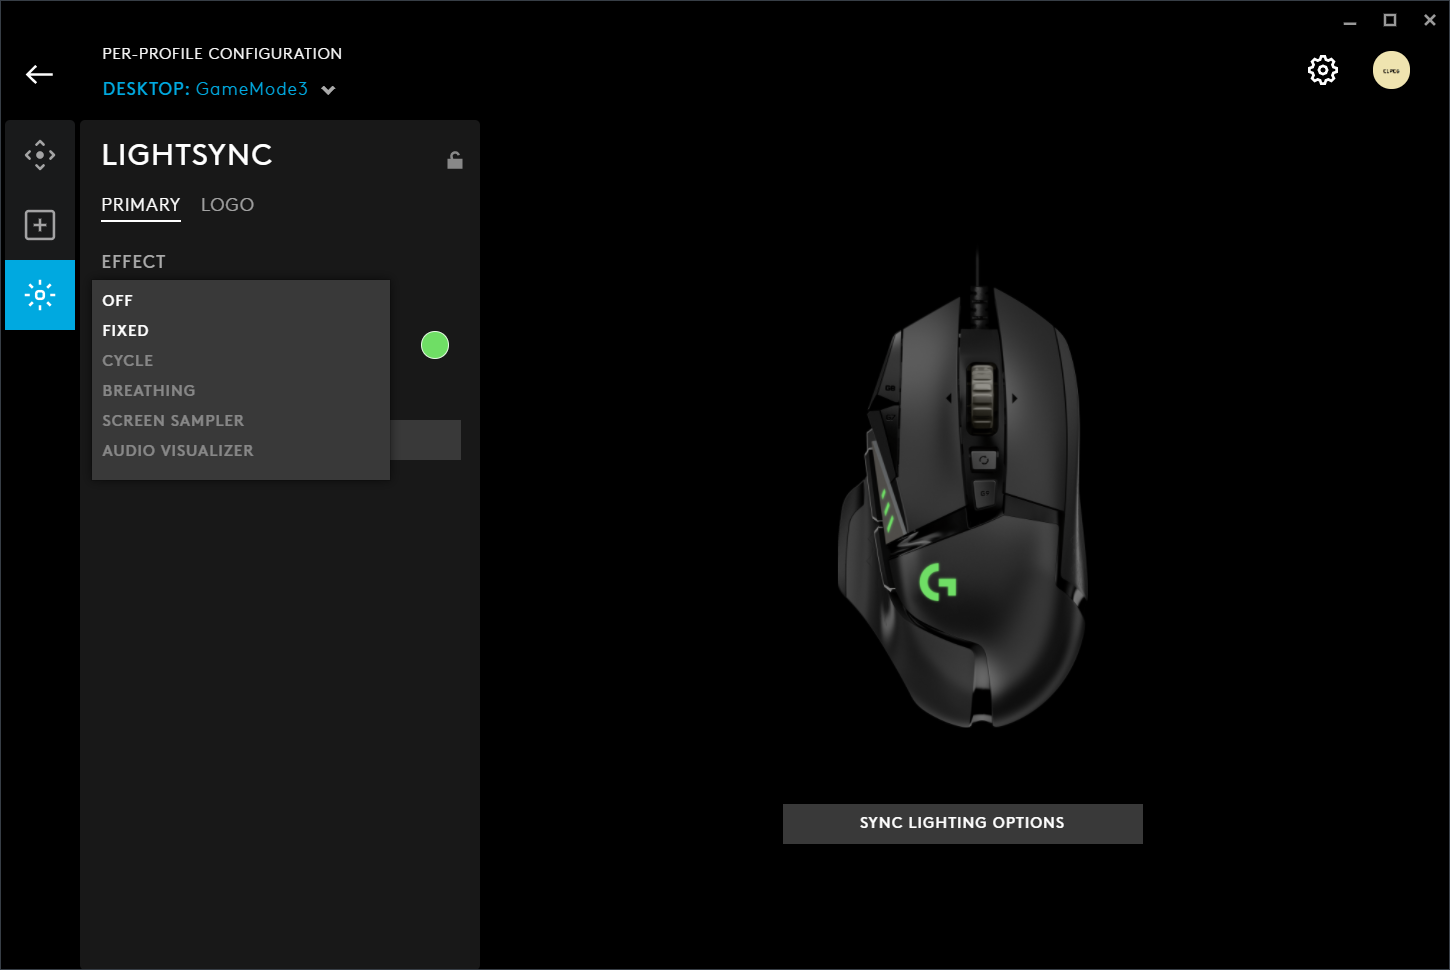 PER-PROFILE CONFIGURATION
DESKTOP: GameMode3
LIGHTSYNC
PRIMARY LOGO
EFFECT
OFF
FIXED
CYCLE
BREATHING
SCREEN SAMPLER
AUDIO VISUALIZER
SYNC LIGHTING OPTIONS